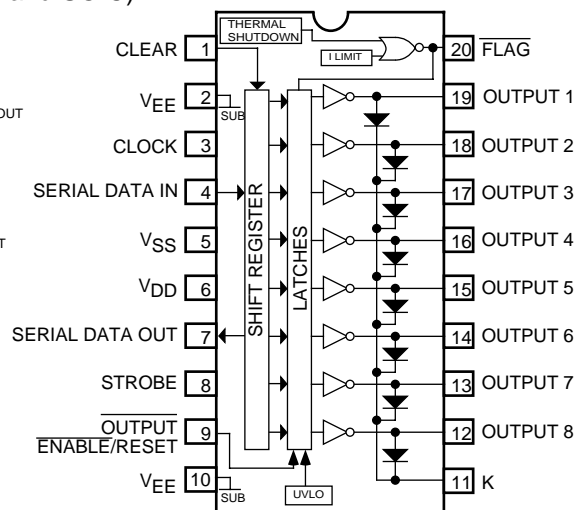 THERMAL
SHUTDOWN
I LIMIT
CLEAR 1
VEE 2
SUB
OUT
CLOCK 3
SERIAL DATA IN 4
VSS 5
VDD 6
SERIAL DATA OUT 7
STROBE 8
OUTPUT
ENABLE/RESET 9
VEE 10
SUB
SHIFT REGISTER
LATCHES
UVLO
20 FLAG
19 OUTPUT 1
18 OUTPUT 2
17 OUTPUT 3
16 OUTPUT 4
15 OUTPUT 5
14 OUTPUT 6
13 OUTPUT 7
12 OUTPUT 8
11 K